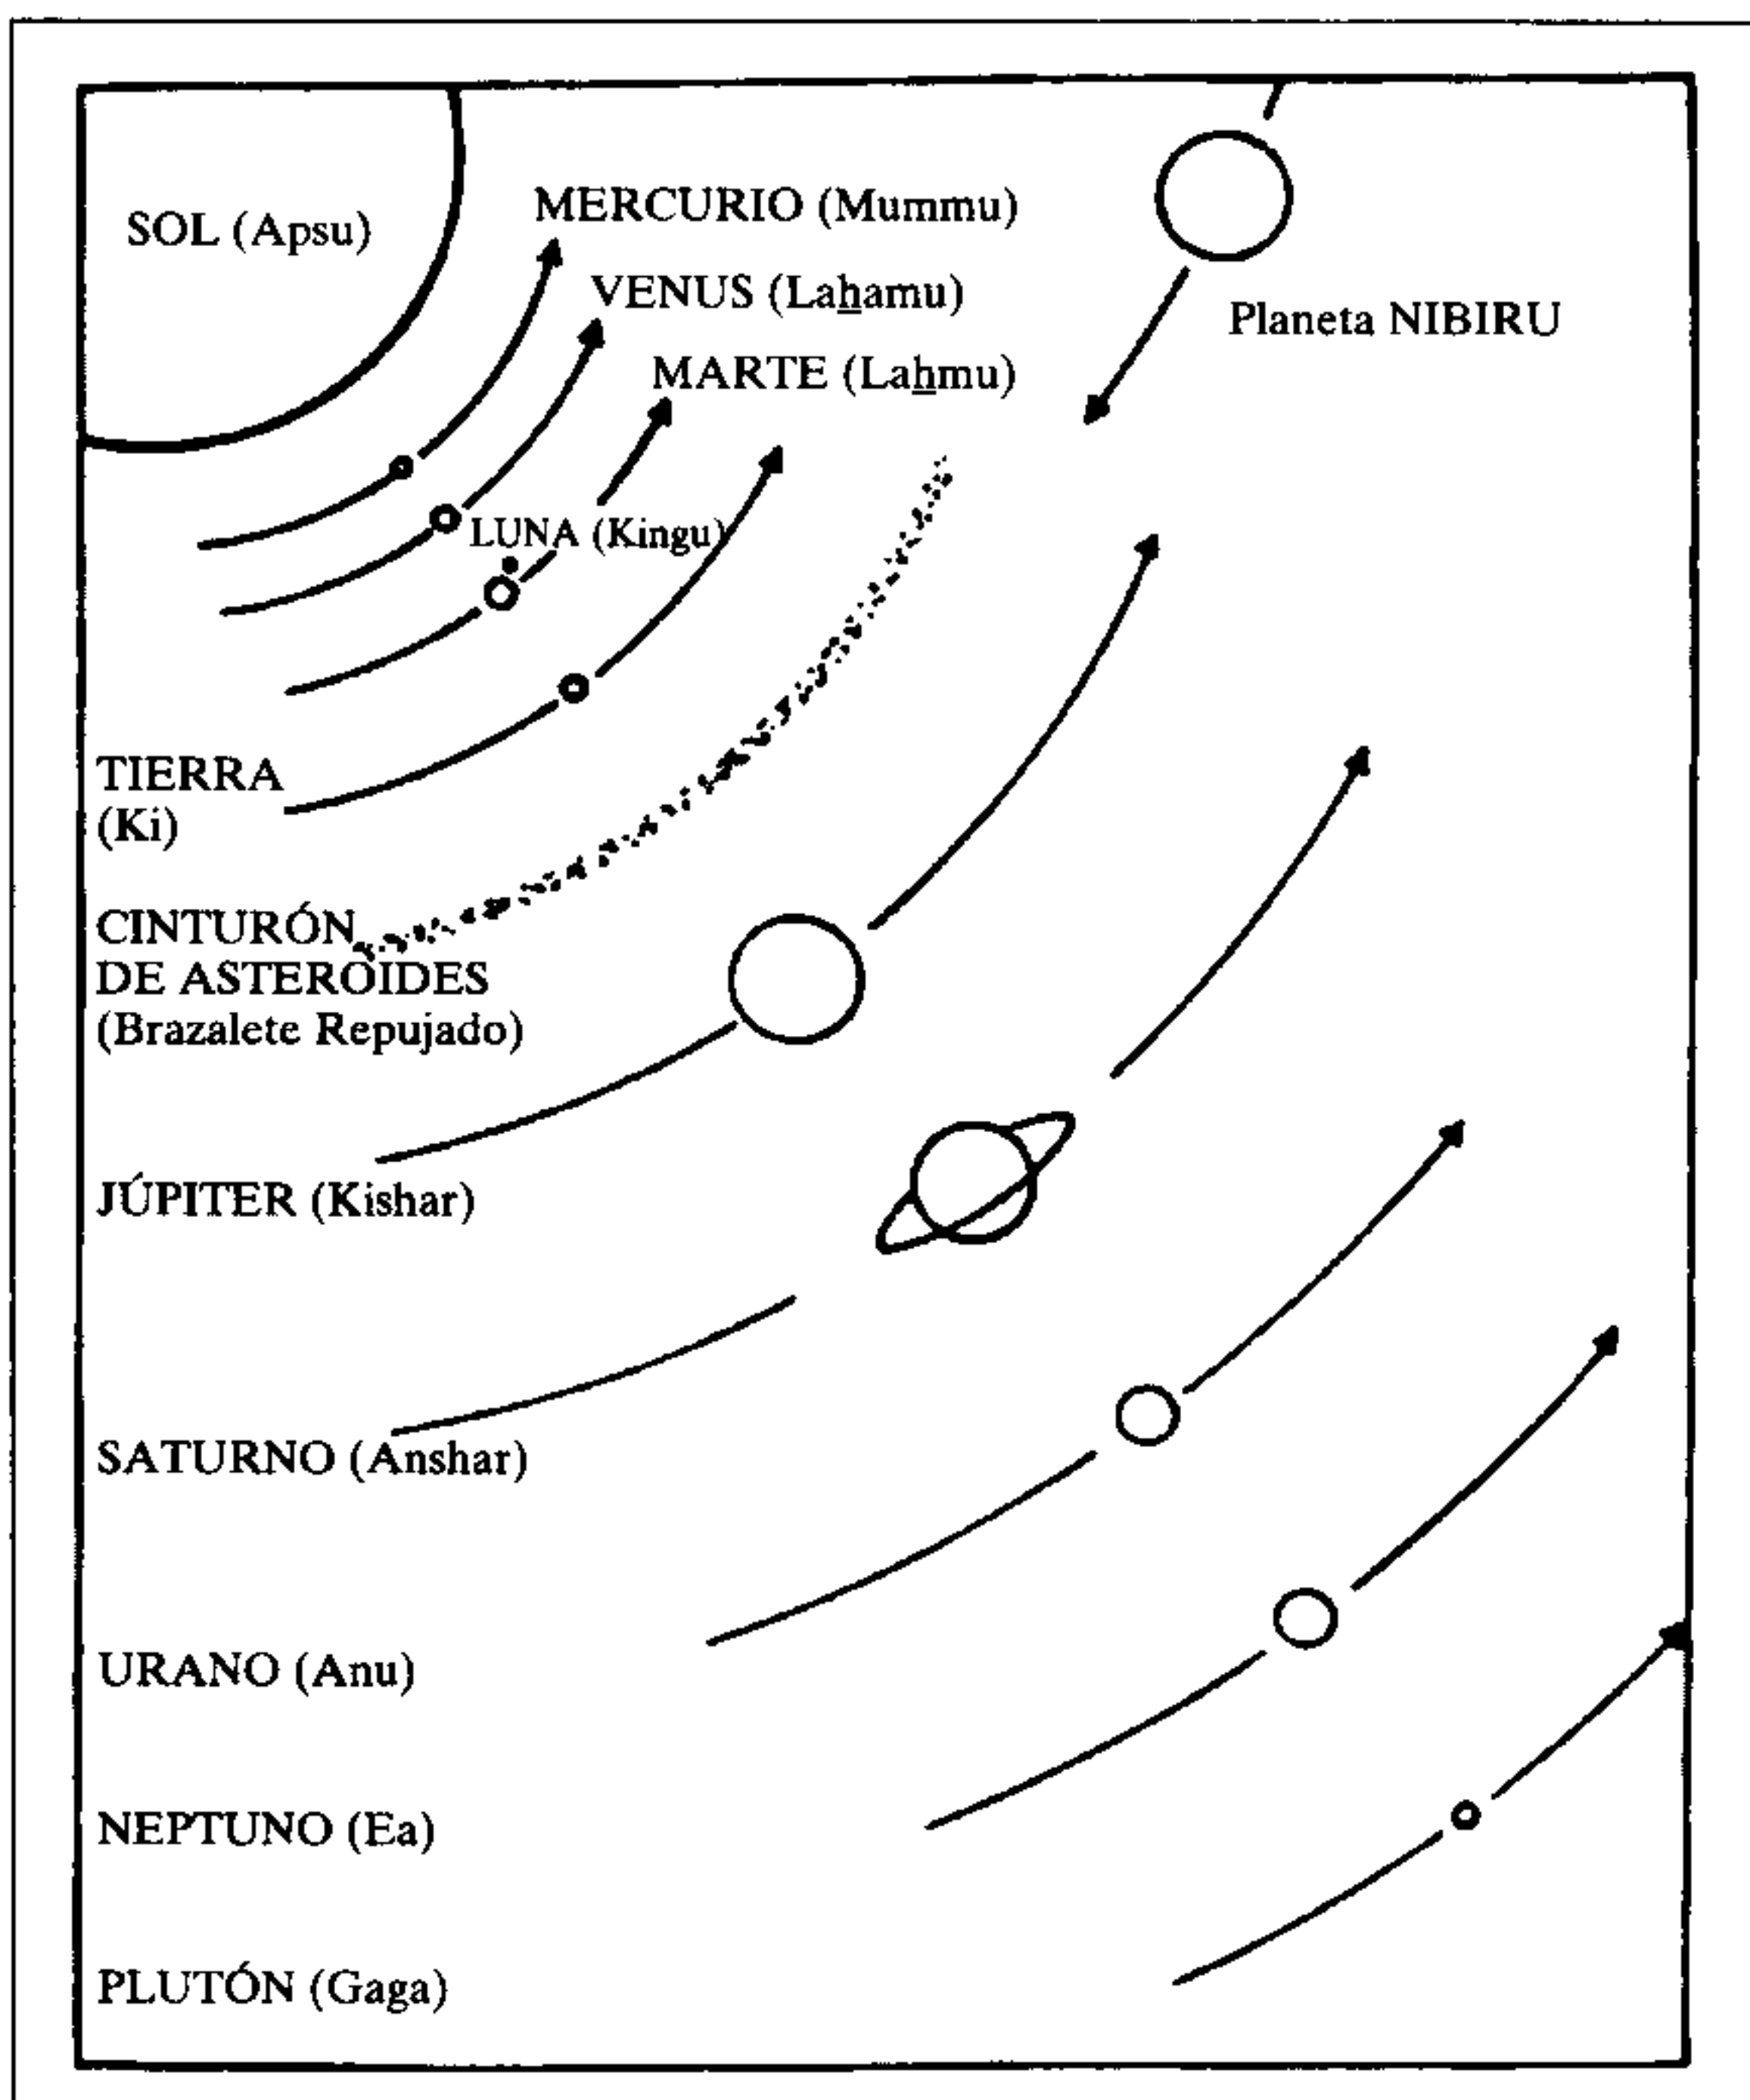 SOL (Apsu)
MERCURIO (Mummu)
VENUS (Lahamu)
MARTE (Lahmu)
Planeta NIBIRU
LUNA (Kingu)
TIERRA
(Ki)
CINTURÓN
DE ASTEROIDES
(Brazalete Repujado)
JÚPITER (Kishar)
SATURNO (Anshar)
URANO (Anu)
NEPTUNO (Ea)
PLUTÓN (Gaga)